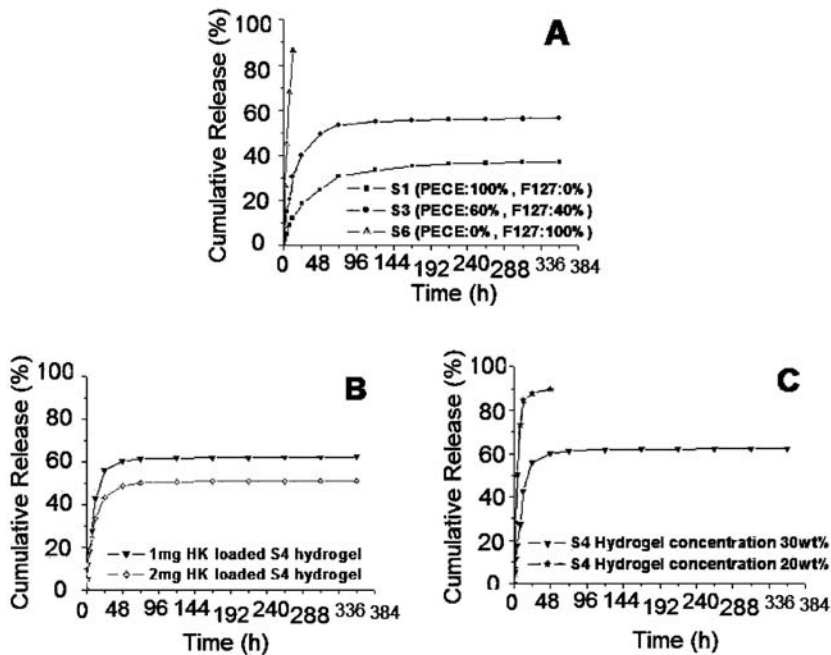 A
Cumulative Release (%)
100
80
60
40
20
0
S1 (PECE:100% , F127:0% )
S3 (PECE:60% , F127:40% )
S6 (PECE:0% , F127:100% )
0 48 96 144 192 240 288 336 384
Time (h)
B
Cumulative Release (%)
100
80
60
40
20
0
1mg HK loaded S4 hydrogel
2mg HK loaded S4 hydrogel
0 48 96 144 192 240 288 336 384
Time (h)
C
Cumulative Release (%)
100
80
60
40
60
20
0
S4 Hydrogel concentration 30wt%
S4 Hydrogel concentration 20wt%
0 48 96 144 192 240 288 336 384
Time (h)